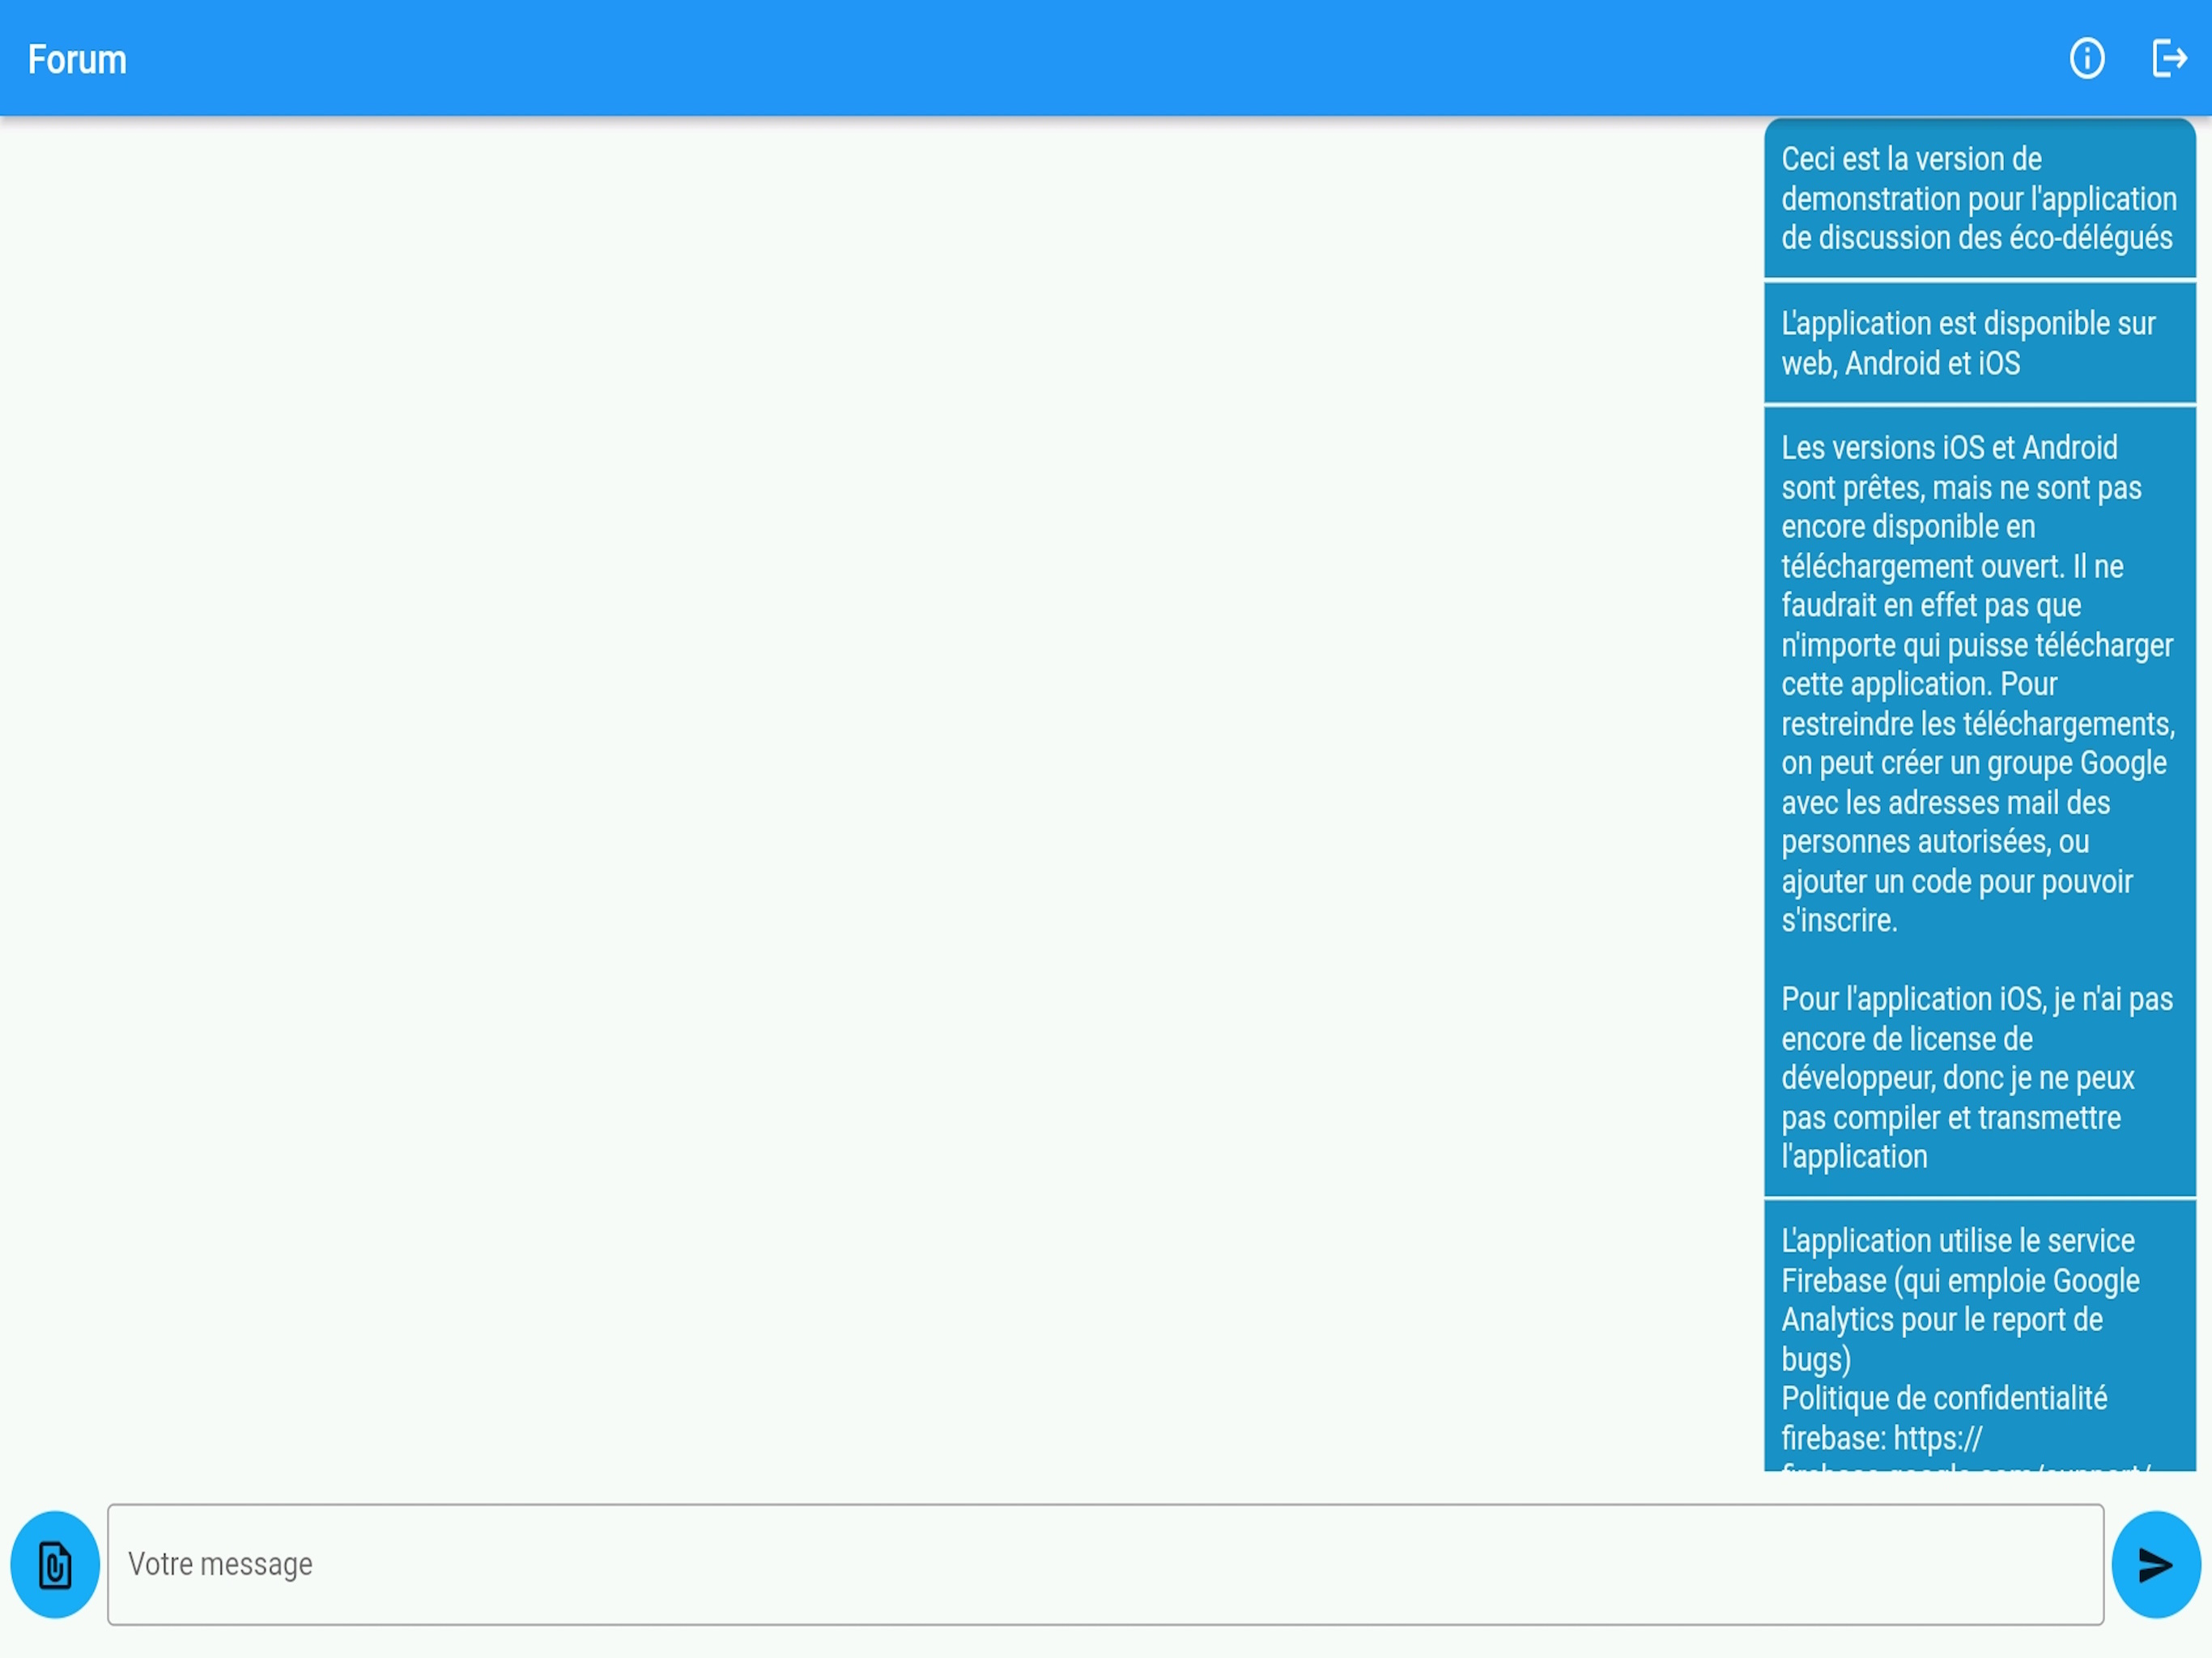 Forum
Ceci est la version de
demonstration pour l'application
de discussion des éco-délégués
L'application est disponible sur
web, Android et iOS
Les versions iOS et Android
sont prêtes, mais ne sont pas
encore disponible en
téléchargement ouvert. Il ne
faudrait en effet pas que
n'importe qui puisse télécharger
cette application. Pour
restreindre les téléchargements,
on peut créer un groupe Google
avec les adresses mail des
personnes autorisées, ou
ajouter un code pour pouvoir
s'inscrire.
Pour l'application iOS, je n'ai pas
encore de license de
développeur, donc je ne peux
pas compiler et transmettre
l'application
L'application utilise le service
Firebase (qui emploie Google
Analytics pour le report de
bugs)
Politique de confidentialité
firebase: https://
Votre message